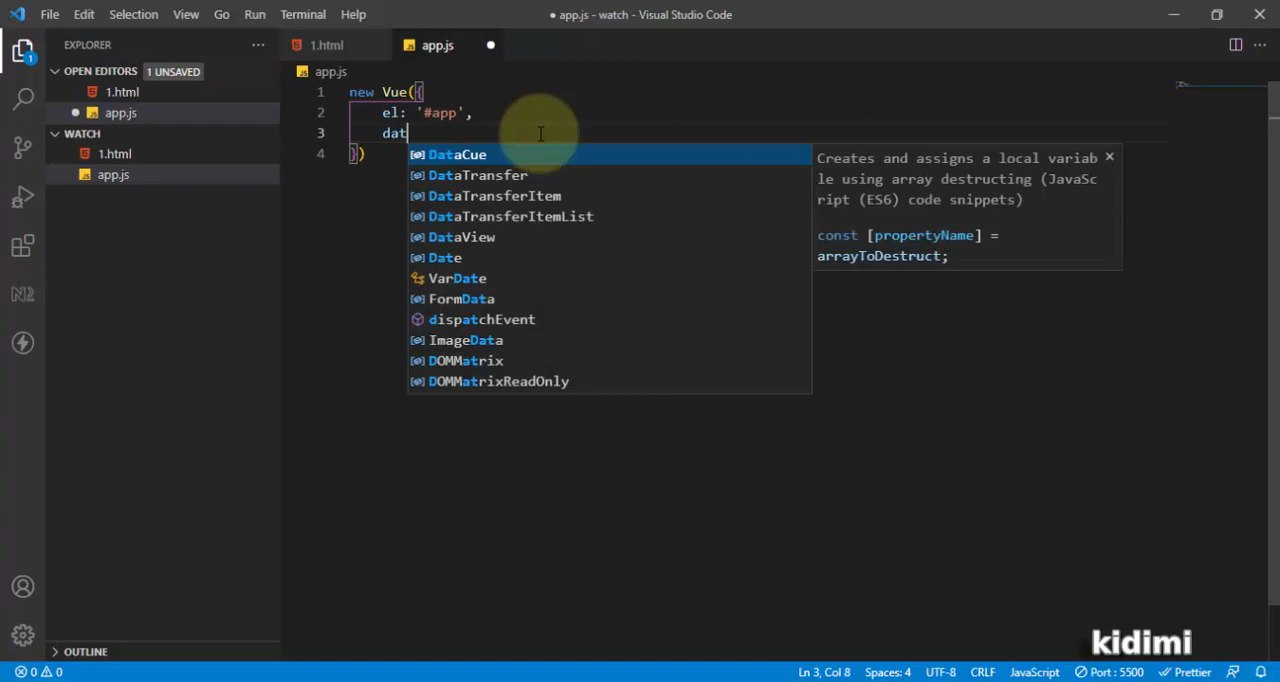 File Edit Selection View Go Run Terminal Help
● app.js - watch - Visual Studio Code
EXPLORER
1.html
app.js
OPEN EDITORS 1 UNSAVED
1.html
app.js
WATCH
1.html
app.js
OUTLINE
1
app.js
1 new Vue({
2 el: '#app',
3 dat
4 })
DataCue
DataTransfer
DataTransferItem
DataTransferItemList
DataView
Date
VarDate
FormData
dispatchEvent
ImageData
DOMMatrix
DOMMatrixReadOnly
Creates and assigns a local variab
le using array destructing (JavaSc
ript (ES6) code snippets)
const [propertyName] =
arrayToDestruct;
kidimi
0 0
Ln 3, Col 8 Spaces: 4 UTF-8 CRLF JavaScript Port : 5500 Prettier